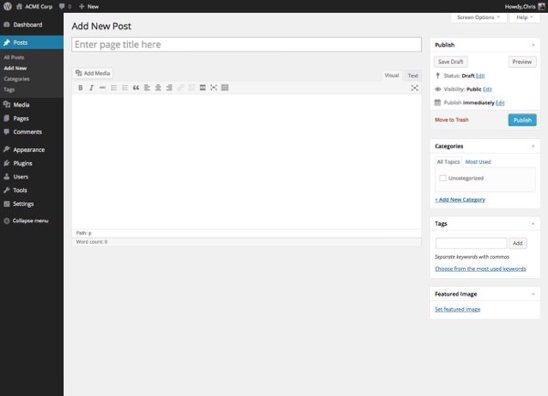 ACME Corp 0 New Howdy, Chris
Screen Options Help
Dashboard
Posts
All Posts
Add New
Categories
Tags
Media
Pages
Comments
Appearance
Plugins
Users
Tools
Settings
Collapse menu
Add New Post
Enter page title here
Add Media Visual Text
B I ABC
Path: p
Word count: 0
Publish
Save Draft Preview
Status: Draft Edit
Visibility: Public Edit
Publish immediately Edit
Move to Trash Publish
Categories
All Topics Most Used
Uncategorized
+ Add New Category
Tags
Add
Separate keywords with commas
Choose from the most used keywords
Featured Image
Set featured image